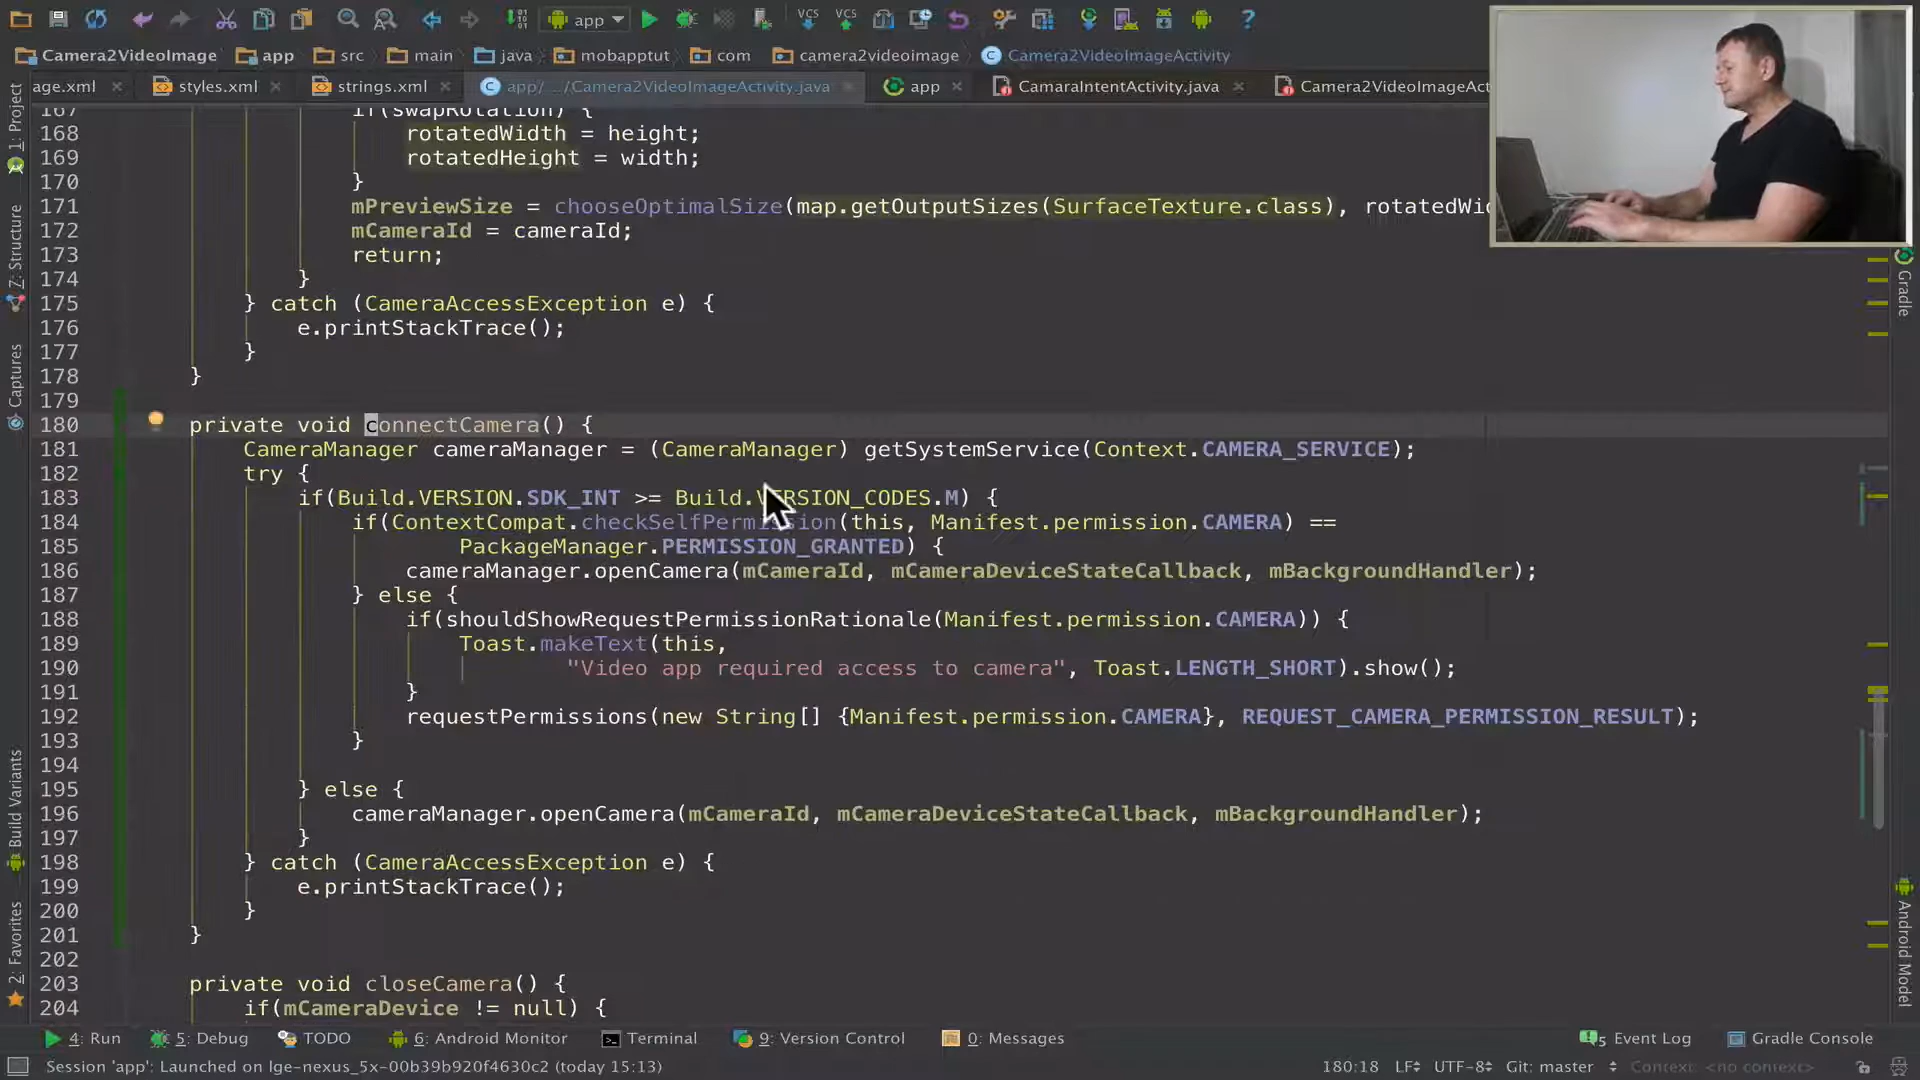 app
VCS
VCS
?
Camera2VideoImage
app
src
main
java
mobapptut
com
camera2videoimage
Camera2VideoImageActivity
age.xml
styles.xml
strings.xml
app/ .../Camera2VideoImageActivity.java
app
CamaraIntentActivity.java
Camera2VideoImageAct
167 if(swapRotation) {
168 rotatedWidth = height;
169 rotatedHeight = width;
170 }
171 mPreviewSize = chooseOptimalSize(map.getOutputSizes(SurfaceTexture.class), rotatedWid
172 mCameraId = cameraId;
173 return;
174 }
175 } catch (CameraAccessException e) {
176 e.printStackTrace();
177 }
178 }
179
180 private void connectCamera() {
181 CameraManager cameraManager = (CameraManager) getSystemService(Context.CAMERA_SERVICE);
182 try {
183 if(Build.VERSION.SDK_INT >= Build.VERSION_CODES.M) {
184 if(ContextCompat.checkSelfPermission(this, Manifest.permission.CAMERA) ==
185 PackageManager.PERMISSION_GRANTED) {
186 cameraManager.openCamera(mCameraId, mCameraDeviceStateCallback, mBackgroundHandler);
187 } else {
188 if(shouldShowRequestPermissionRationale(Manifest.permission.CAMERA)) {
189 Toast.makeText(this,
190 "Video app required access to camera", Toast.LENGTH_SHORT).show();
191 }
192 requestPermissions(new String[] {Manifest.permission.CAMERA}, REQUEST_CAMERA_PERMISSION_RESULT);
193 }
194
195 } else {
196 cameraManager.openCamera(mCameraId, mCameraDeviceStateCallback, mBackgroundHandler);
197 }
198 } catch (CameraAccessException e) {
199 e.printStackTrace();
200 }
201 }
202
203 private void closeCamera() {
204 if(mCameraDevice != null) {
1: Project
7: Structure
Captures
Build Variants
2: Favorites
Gradle
Android Model
4: Run
5: Debug
TODO
6: Android Monitor
Terminal
9: Version Control
0: Messages
5 Event Log
Gradle Console
Session 'app': Launched on lge-nexus_5x-00b39b920f4630c2 (today 15:13)
180:18
LF
UTF-8
Git: master
Context: <no context>